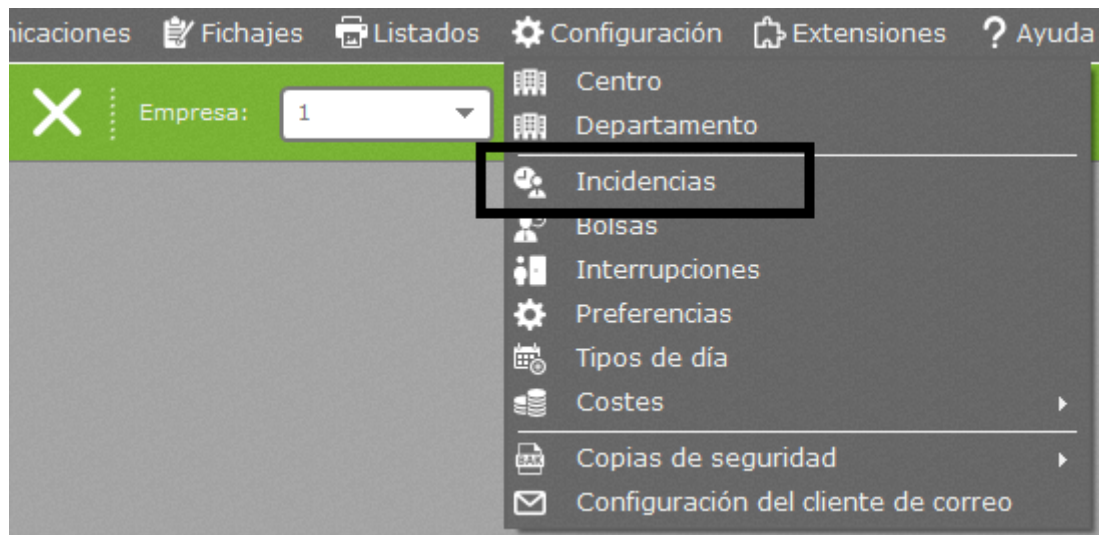 nicaciones Fichajes Listados Configuración Extensiones ? Ayuda
Empresa: 1
Centro
Departamento
Incidencias
Bolsas
Interrupciones
Preferencias
Tipos de día
Costes
BAK Copias de seguridad
Configuración del cliente de correo